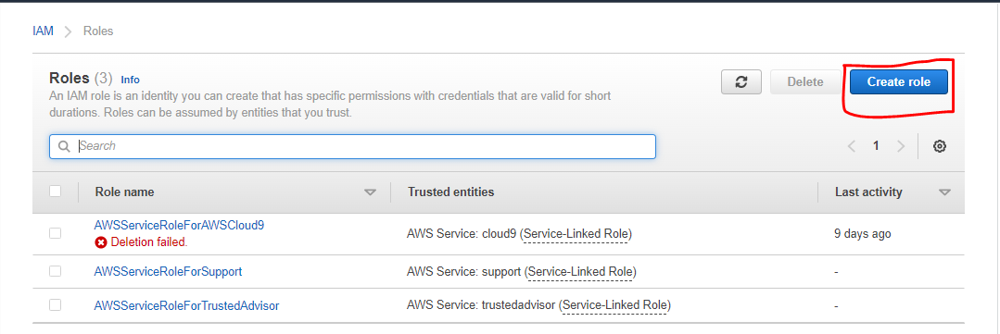 IAM > Roles
Roles (3) Info
An IAM role is an identity you can create that has specific permissions with credentials that are valid for short
durations. Roles can be assumed by entities that you trust.
Delete
Create role
Search
1
Role name Trusted entities Last activity
AWSServiceRoleForAWSCloud9 AWS Service: cloud9 (Service-Linked Role) 9 days ago
Deletion failed.
AWSServiceRoleForSupport AWS Service: support (Service-Linked Role) -
AWSServiceRoleForTrustedAdvisor AWS Service: trustedadvisor (Service-Linked Role) -